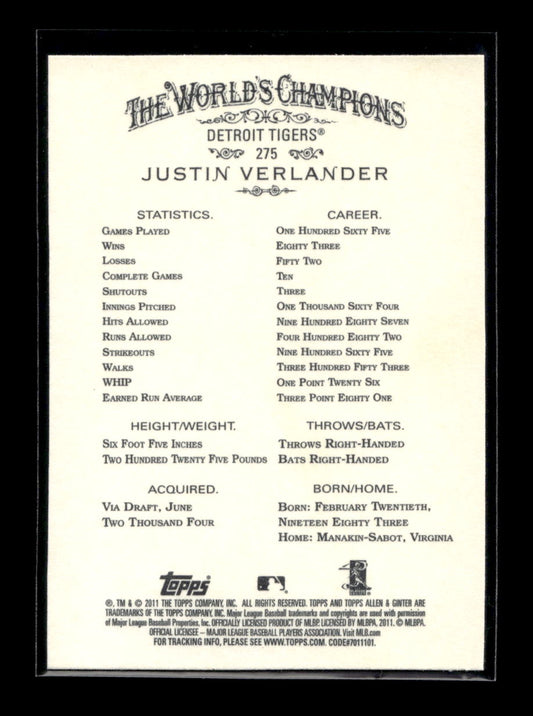 THE WORLD'S CHAMPIONS
DETROIT TIGERS®
275
JUSTIN VERLANDER
STATISTICS. CAREER.
GAMES PLAYED ONE HUNDRED SIXTY FIVE
WINS EIGHTY THREE
LOSSES FIFTY TWO
COMPLETE GAMES TEN
SHUTOUTS THREE
INNINGS PITCHED ONE THOUSAND SIXTY FOUR
HITS ALLOWED NINE HUNDRED EIGHTY SEVEN
RUNS ALLOWED FOUR HUNDRED EIGHTY TWO
STRIKEOUTS NINE HUNDRED SIXTY FIVE
WALKS THREE HUNDRED FIFTY THREE
WHIP ONE POINT TWENTY SIX
EARNED RUN AVERAGE THREE POINT EIGHTY ONE
HEIGHT/WEIGHT. THROWS/BATS.
SIX FOOT FIVE INCHES THROWS RIGHT-HANDED
TWO HUNDRED TWENTY FIVE POUNDS BATS RIGHT-HANDED
ACQUIRED. BORN/HOME.
VIA DRAFT, JUNE BORN: FEBRUARY TWENTIETH,
TWO THOUSAND FOUR NINETEEN EIGHTY THREE
HOME: MANAKIN-SABOT, VIRGINIA
Topps
®, TM & © 2011 THE TOPPS COMPANY, INC. ALL RIGHTS RESERVED. TOPPS AND TOPPS ALLEN & GINTER ARE
TRADEMARKS OF THE TOPPS COMPANY, INC. Major League Baseball trademarks and copyrights are used with permission
of Major League Baseball Properties, Inc. OFFICIALLY LICENSED PRODUCT OF MLBP. LICENSED BY MLBPA. 2011. © MLBPA.
OFFICIAL LICENSEE – MAJOR LEAGUE BASEBALL PLAYERS ASSOCIATION. Visit MLB.com
FOR TRACKING INFO, PLEASE SEE WWW.TOPPS.COM. CODE#7011101.